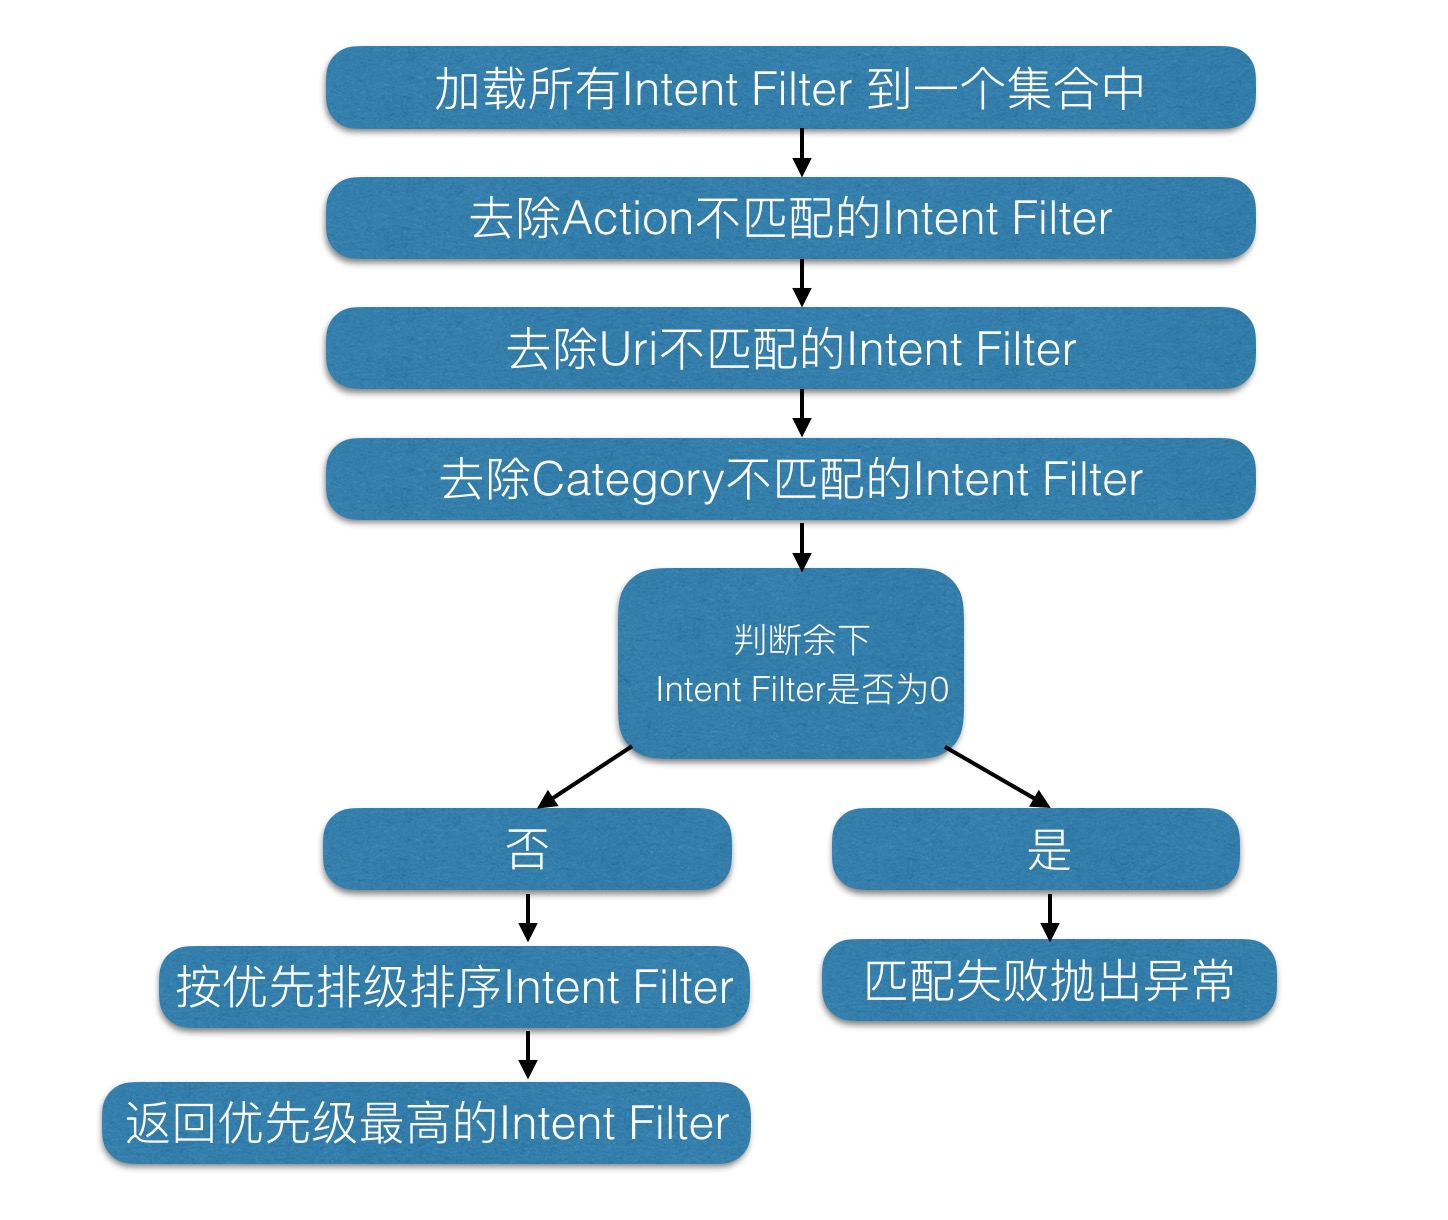 加载所有Intent Filter 到一个集合中
去除Action不匹配的Intent Filter
去除Uri不匹配的Intent Filter
去除Category不匹配的Intent Filter
判断余下
Intent Filter是否为0
否
是
按优先排级排序Intent Filter
匹配失败抛出异常
返回优先级最高的Intent Filter